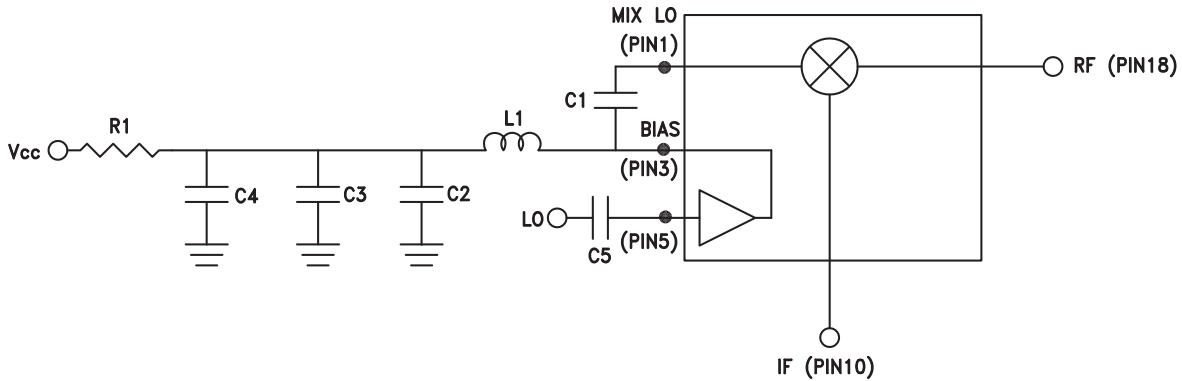 MIX LO
(PIN1)
RF (PIN18)
C1
L1
BIAS
R1
Vcc
(PIN3)
C4
C3
C2
LO
(PIN5)
C5
IF (PIN10)